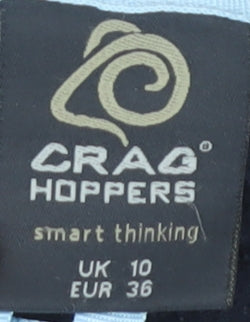 CRAG®
HOPPERS
smart thinking
UK 10
EUR 36